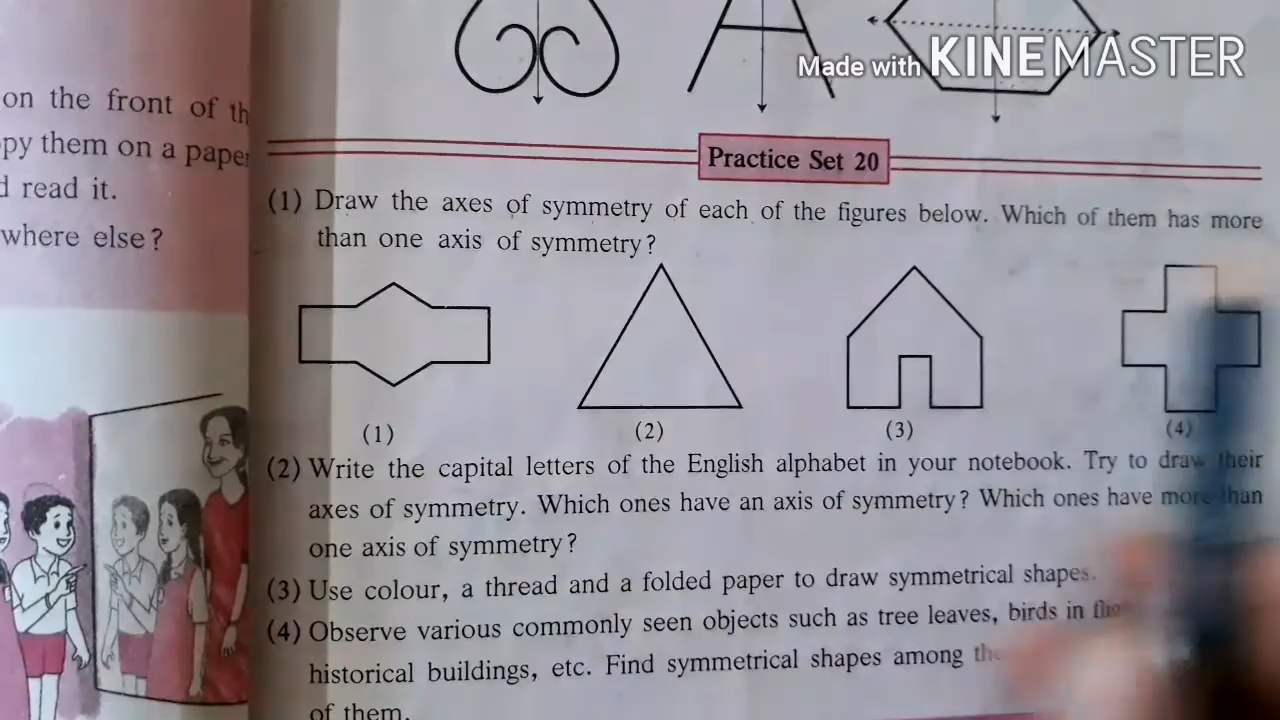 Made with KINEMASTER
on the front of th
py them on a paper
d read it.
where else?
Practice Set 20
(1) Draw the axes of symmetry of each of the figures below. Which of them has more
than one axis of symmetry?
(1) (2) (3) (4)
(2) Write the capital letters of the English alphabet in your notebook. Try to draw their
axes of symmetry. Which ones have an axis of symmetry? Which ones have more than
one axis of symmetry?
(3) Use colour, a thread and a folded paper to draw symmetrical shapes.
(4) Observe various commonly seen objects such as tree leaves, birds in
historical buildings, etc. Find symmetrical shapes among
of them.